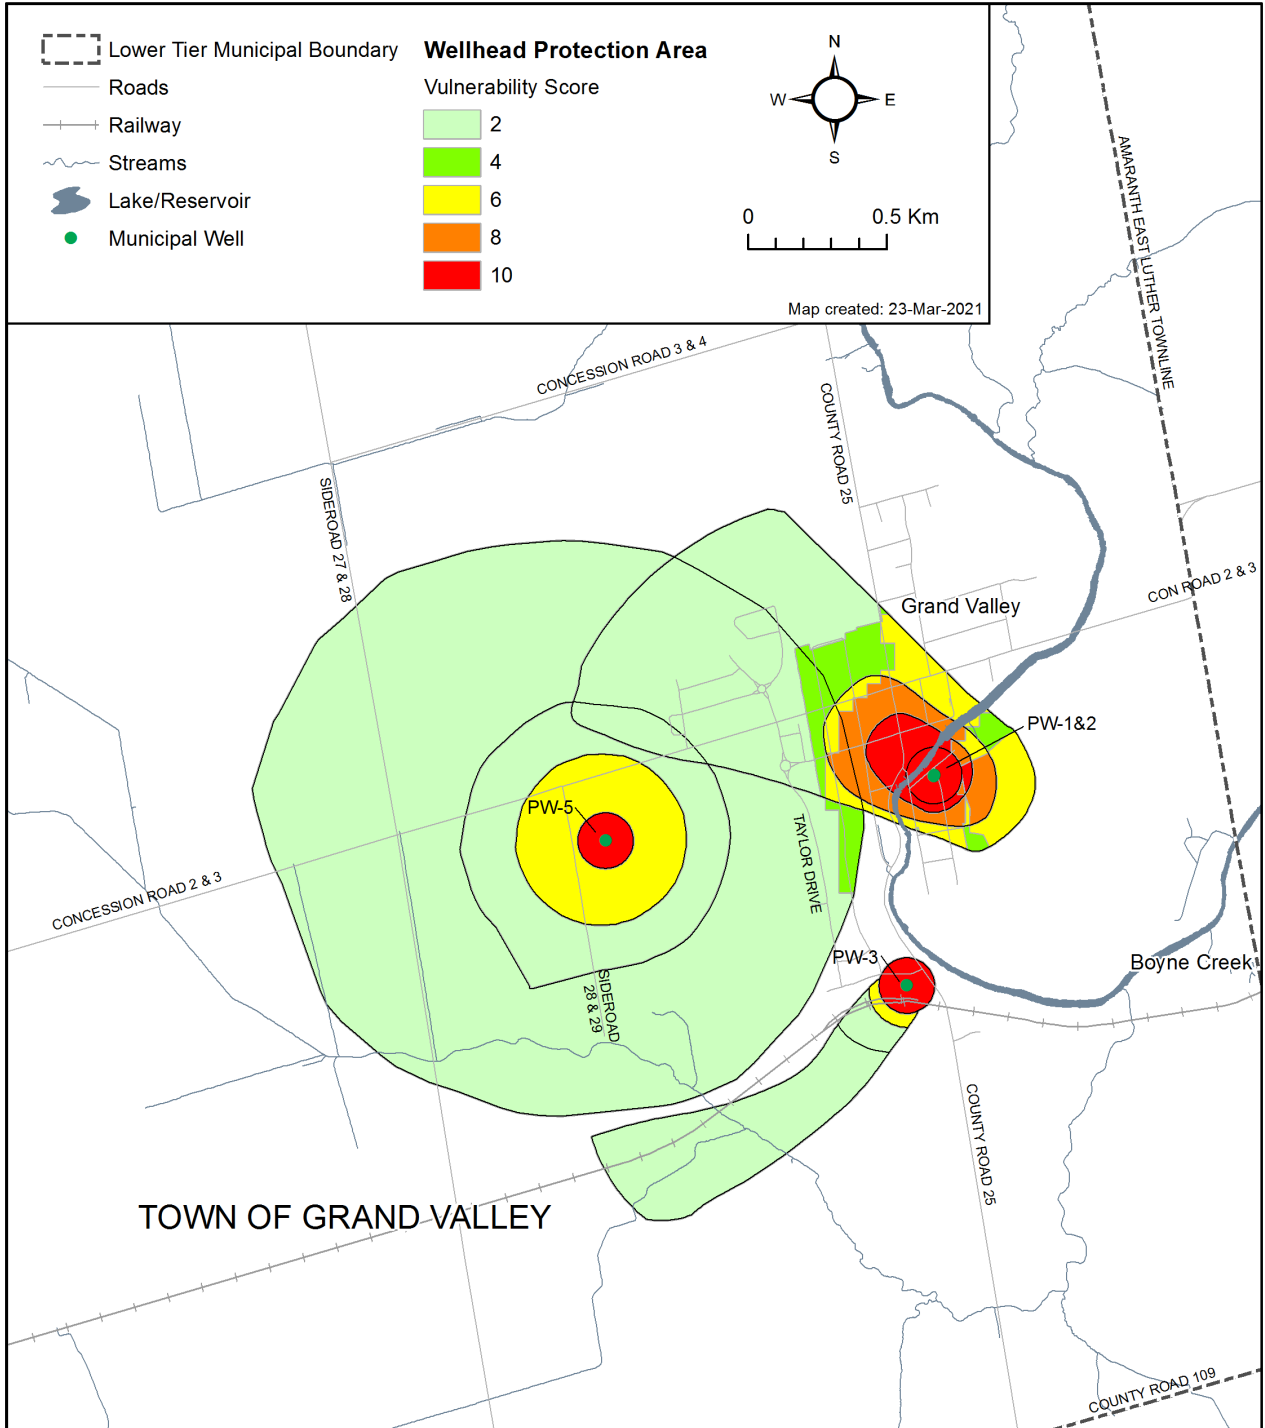 Lower Tier Municipal Boundary
Roads
Railway
Streams
Lake/Reservoir
Municipal Well
Wellhead Protection Area
Vulnerability Score
2
4
6
8
10
N
W
E
S
0
0.5 Km
Map created: 23-Mar-2021
AMARANTH EAST LUTHER TOWNLINE
CONCESSION ROAD 3 & 4
COUNTY ROAD 25
SIDEROAD 27 & 28
CON ROAD 2 & 3
Grand Valley
PW-1&2
PW-5
TAYLOR DRIVE
CONCESSION ROAD 2 & 3
PW-3
Boyne Creek
SIDEROAD
28 & 29
COUNTY ROAD 25
TOWN OF GRAND VALLEY
COUNTY ROAD 109